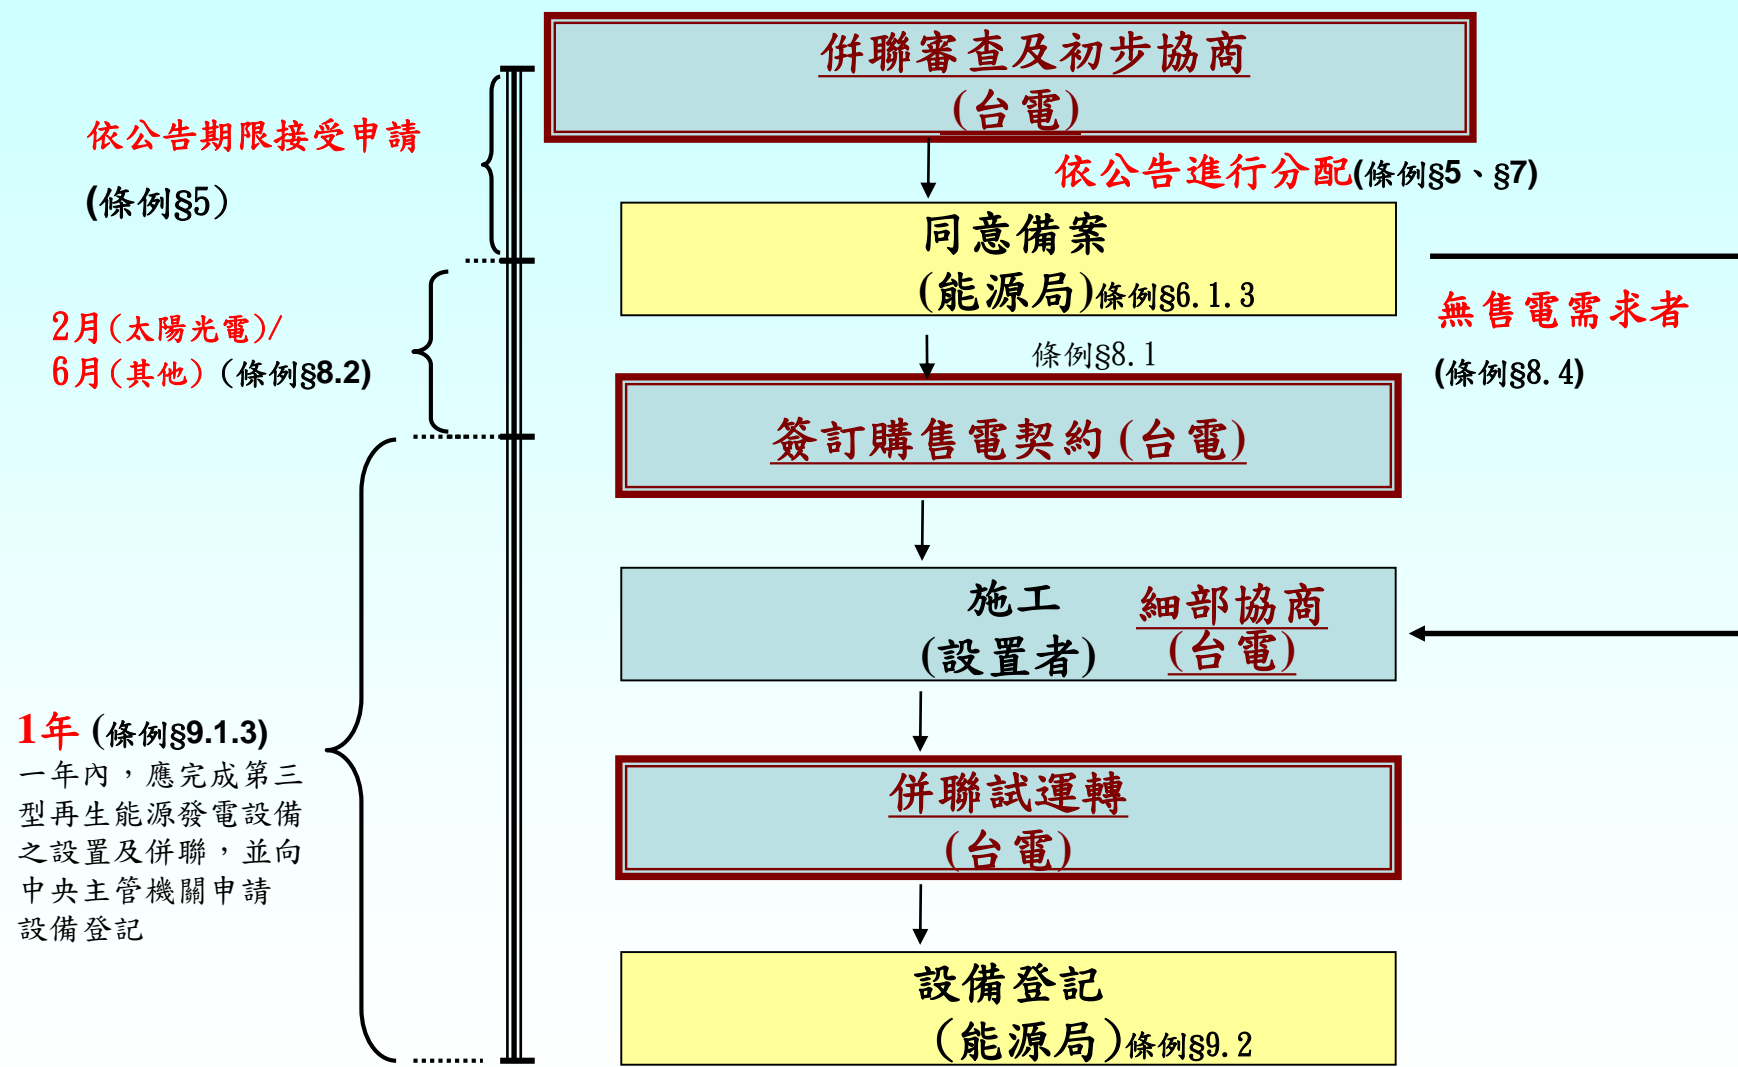 併聯審查及初步協商
(台電)
依公告期限接受申請
(條例§5)
依公告進行分配(條例§5、§7)
同意備案
(能源局)條例§6.1.3
無售電需求者
(條例§8.4)
2月(太陽光電)/
6月(其他) (條例§8.2)
條例§8.1
簽訂購售電契約(台電)
施工
(設置者)
細部協商
(台電)
1年 (條例§9.1.3)
一年內，應完成第三
型再生能源發電設備
之設置及併聯，並向
中央主管機關申請
設備登記
併聯試運轉
(台電)
設備登記
(能源局)條例§9.2